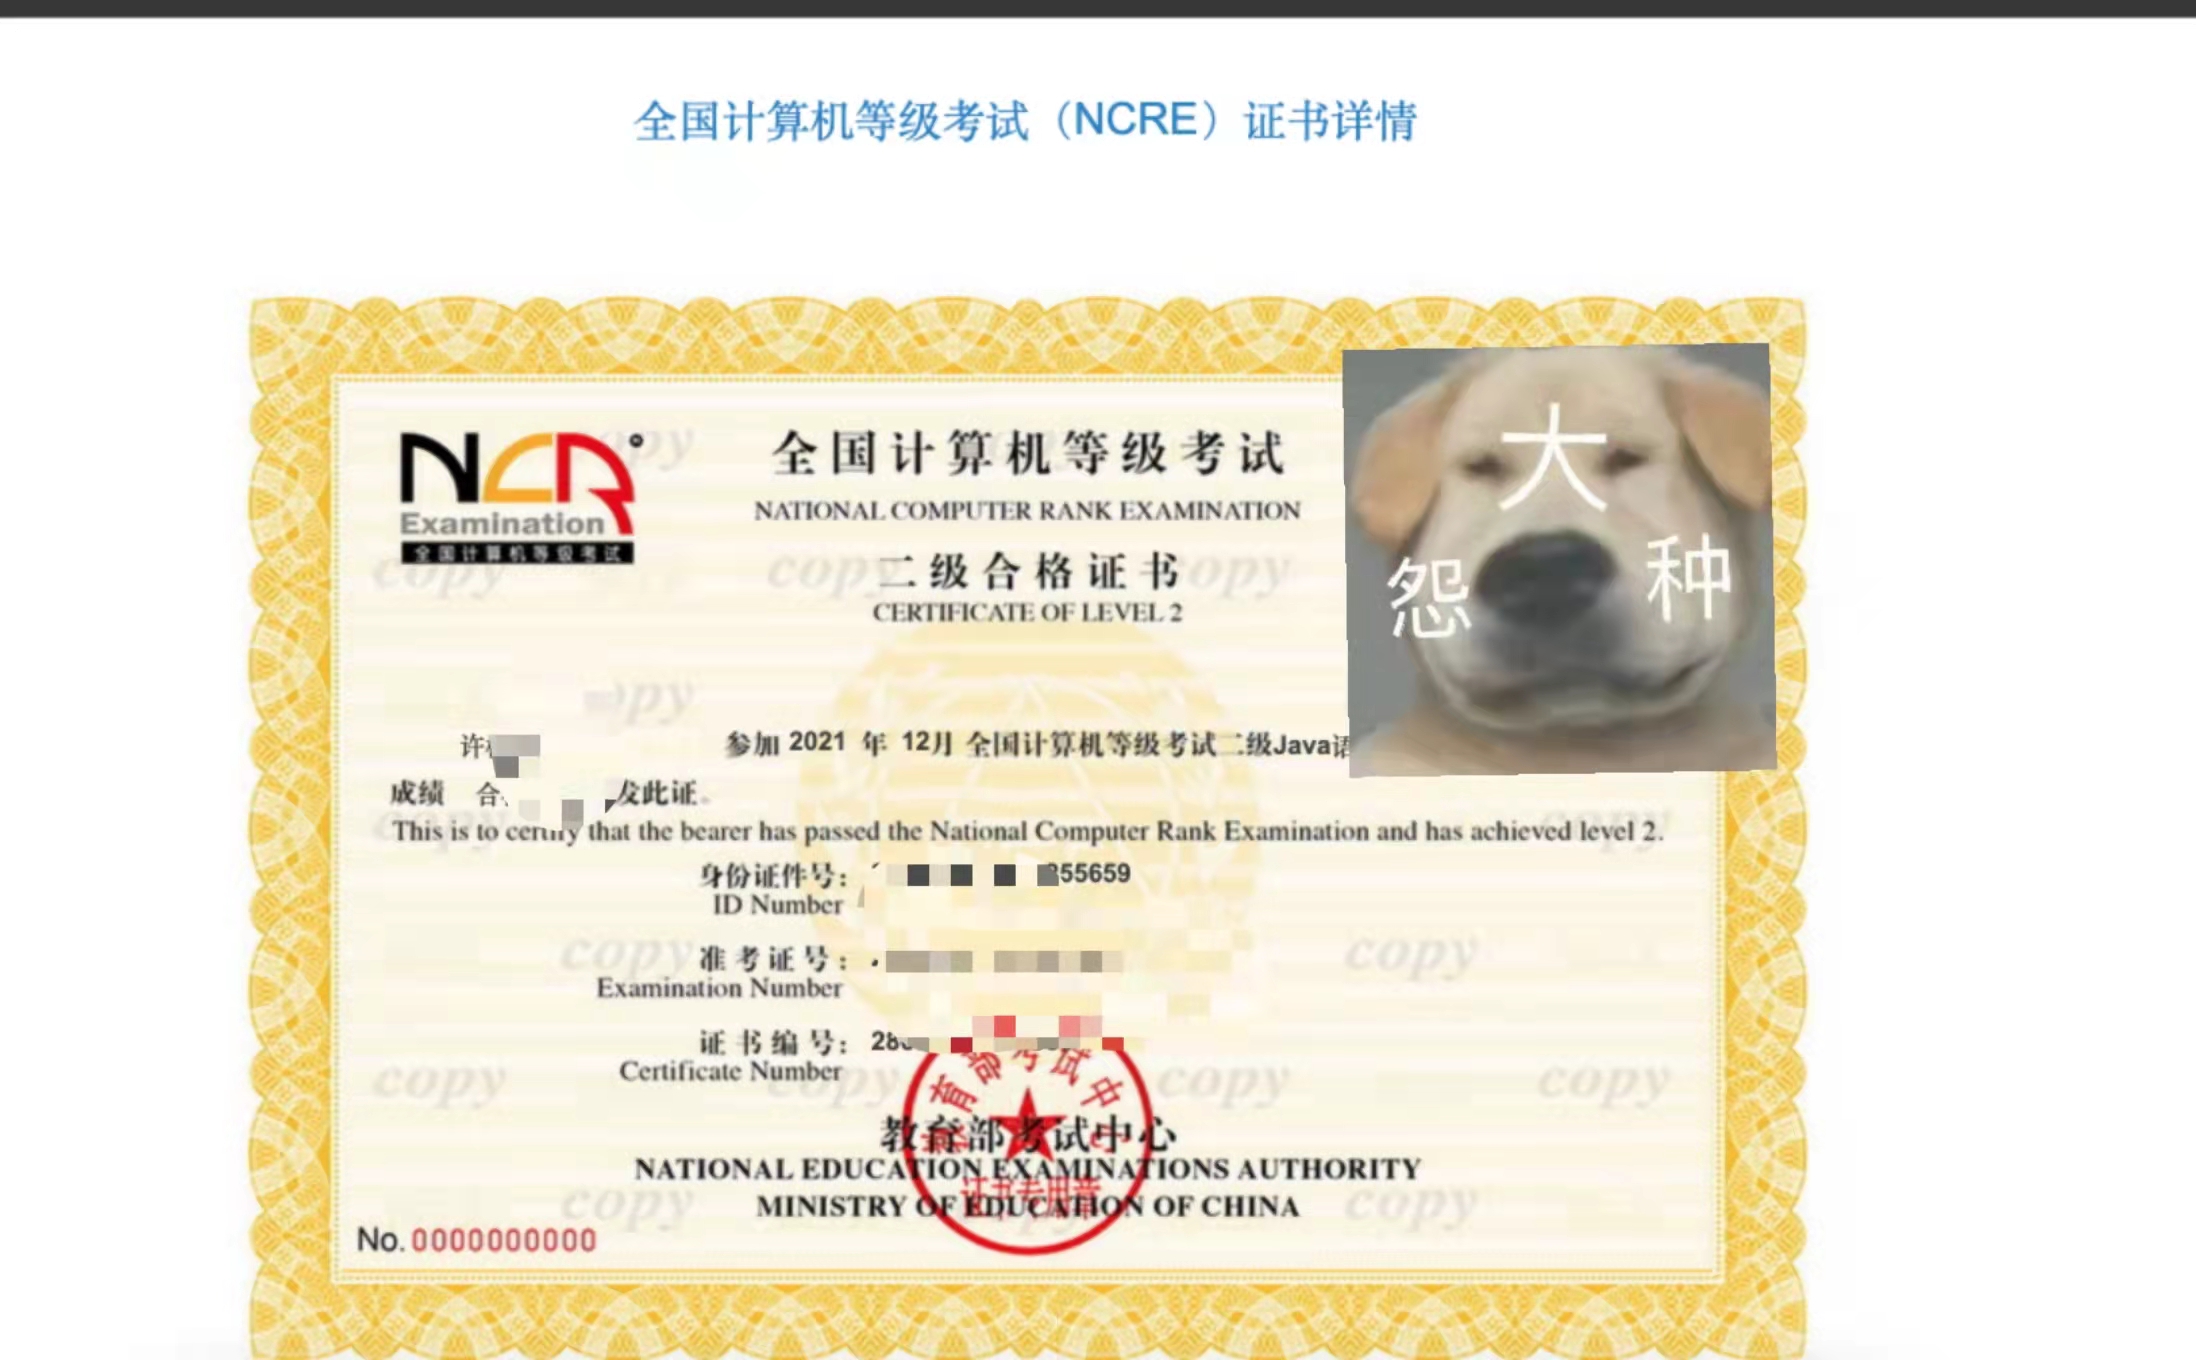 全国计算机等级考试（NCRE）证书详情
NCR
Examination
全国计算机等级考试
全国计算机等级考试
NATIONAL COMPUTER RANK EXAMINATION
二级合格证书
CERTIFICATE OF LEVEL 2
大
怨 种
许 参加 2021 年 12月 全国计算机等级考试二级Java语
成绩 合 发此证。
This is to certify that the bearer has passed the National Computer Rank Examination and has achieved level 2.
身份证件号： 55659
ID Number
准考证号：
Examination Number
证书编号： 28
Certificate Number
教育部考试中心
教育部考试中心
NATIONAL EDUCATION EXAMINATIONS AUTHORITY
证书专用章
MINISTRY OF EDUCATION OF CHINA
No. 0000000000
copy
copy
copy
copy
copy
copy
copy
copy
copy
copy
copy
copy
copy
copy